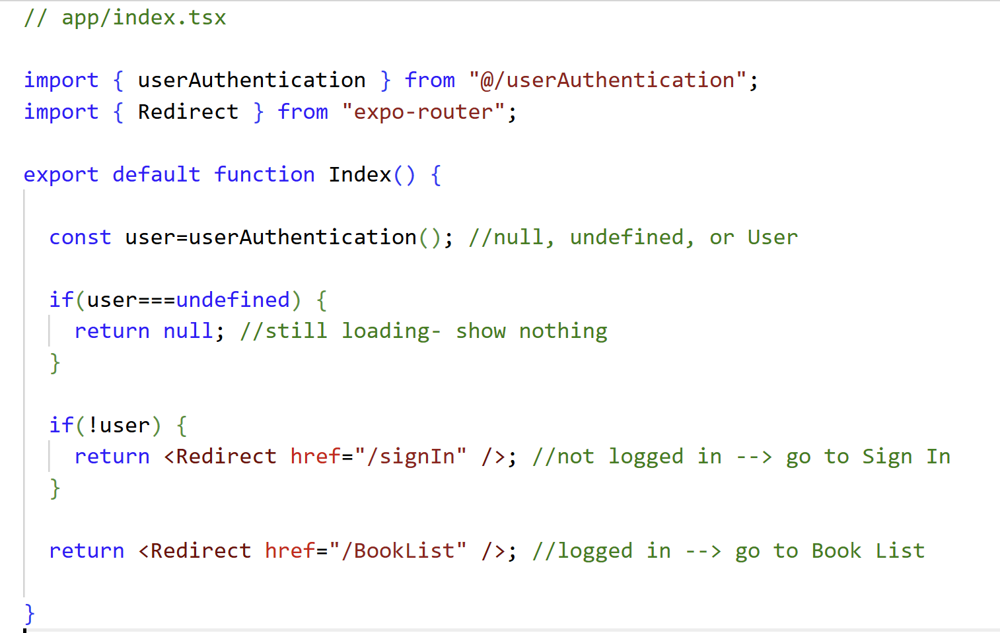 // app/index.tsx
import { userAuthentication } from "@/userAuthentication";
import { Redirect } from "expo-router";
export default function Index() {
const user=userAuthentication(); //null, undefined, or User
if(user===undefined) {
return null; //still loading- show nothing
}
if(!user) {
return <Redirect href="/signIn" />; //not logged in --> go to Sign In
}
return <Redirect href="/BookList" />; //logged in --> go to Book List
}